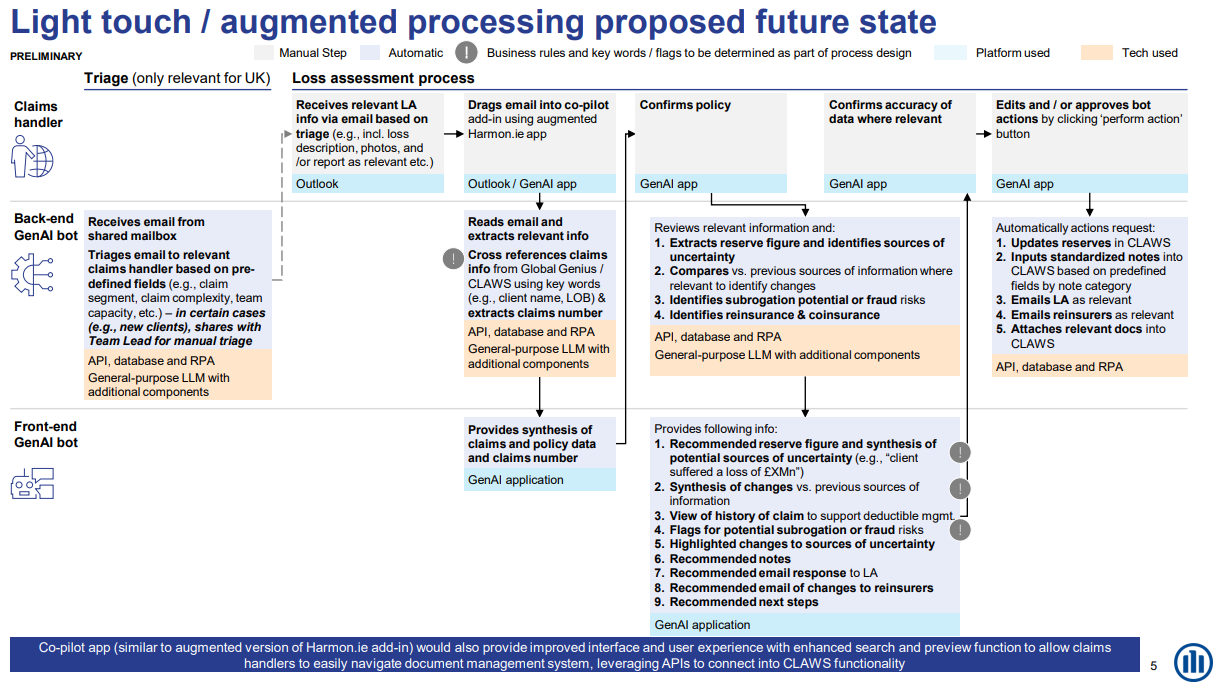 Light touch / augmented processing proposed future state
PRELIMINARY
Manual Step
Automatic
! Business rules and key words / flags to be determined as part of process design
Platform used
Tech used
Triage (only relevant for UK)
Loss assessment process
Claims
handler
Receives relevant LA
info via email based on
triage (e.g., incl. loss
description, photos, and
/or report as relevant etc.)
Outlook
Drags email into co-pilot
add-in using augmented
Harmon.ie app
Outlook / GenAI app
Confirms policy
GenAI app
Confirms accuracy of
data where relevant
GenAI app
Edits and / or approves bot
actions by clicking ‘perform action’
button
GenAI app
Back-end
GenAI bot
Receives email from
shared mailbox
Triages email to relevant
claims handler based on pre-
defined fields (e.g., claim
segment, claim complexity, team
capacity, etc.) – in certain cases
(e.g., new clients), shares with
Team Lead for manual triage
API, database and RPA
General-purpose LLM with
additional components
Reads email and
extracts relevant info
!
Cross references claims
info from Global Genius /
CLAWS using key words
(e.g., client name, LOB) &
extracts claims number
API, database and RPA
General-purpose LLM with
additional components
Reviews relevant information and:
1. Extracts reserve figure and identifies sources of
uncertainty
2. Compares vs. previous sources of information where
relevant to identify changes
3. Identifies subrogation potential or fraud risks
4. Identifies reinsurance & coinsurance
API, database and RPA
General-purpose LLM with additional components
Automatically actions request:
1. Updates reserves in CLAWS
2. Inputs standardized notes into
CLAWS based on predefined
fields by note category
3. Emails LA as relevant
4. Emails reinsurers as relevant
5. Attaches relevant docs into
CLAWS
API, database and RPA
Front-end
GenAI bot
Provides synthesis of
claims and policy data
and claims number
GenAI application
Provides following info:
1. Recommended reserve figure and synthesis of
potential sources of uncertainty (e.g., “client
suffered a loss of £XMn”)
!
2. Synthesis of changes vs. previous sources of
information
!
3. View of history of claim to support deductible mgmt.
4. Flags for potential subrogation or fraud risks
!
5. Highlighted changes to sources of uncertainty
6. Recommended notes
7. Recommended email response to LA
8. Recommended email of changes to reinsurers
9. Recommended next steps
GenAI application
Co-pilot app (similar to augmented version of Harmon.ie add-in) would also provide improved interface and user experience with enhanced search and preview function to allow claims
handlers to easily navigate document management system, leveraging APIs to connect into CLAWS functionality
5